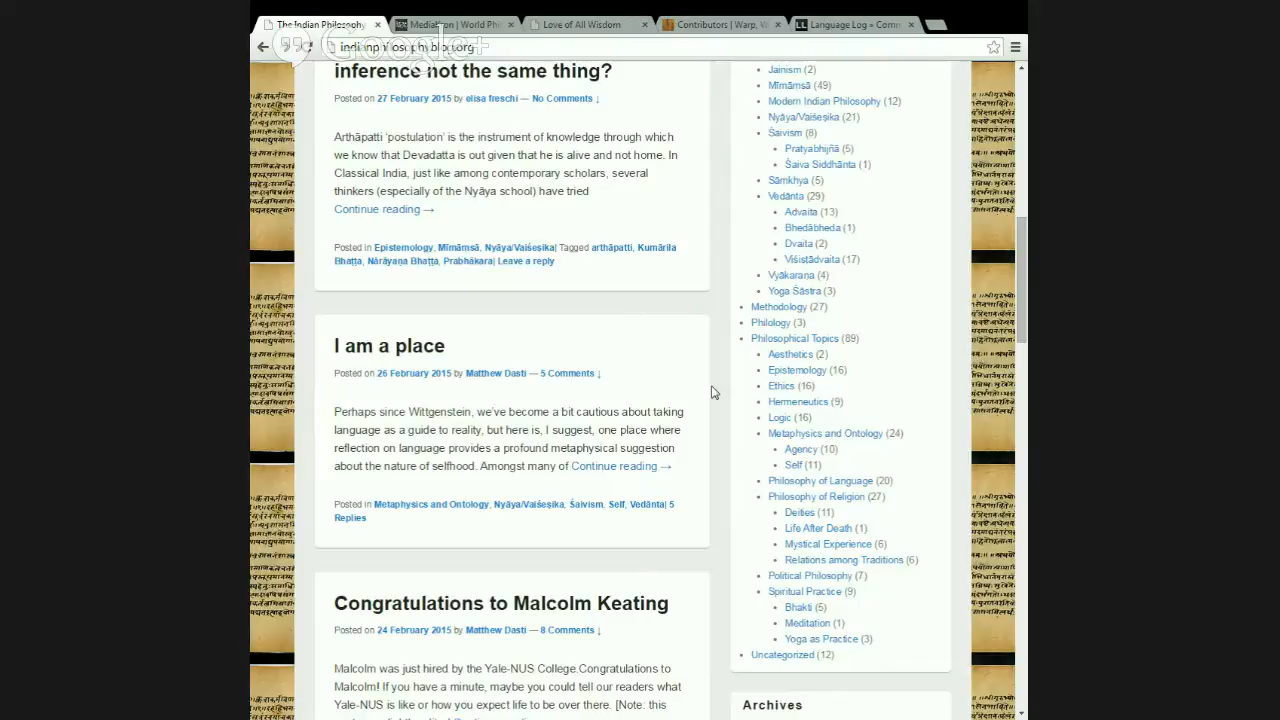 The Indian Philosophy
World Phi
Love of All Wisdom
Contributors | Warp, W
Language Log » Comm
Google+
inference not the same thing?
Posted on 27 February 2015 by elisa freschi — No Comments ↓
Arthāpatti ‘postulation’ is the instrument of knowledge through which
we know that Devadatta is out given that he is alive and not home. In
Classical India, just like among contemporary scholars, several
thinkers (especially of the Nyāya school) have tried
Continue reading →
Posted in Epistemology, Mīmāmsā, Nyāya/Vaiśeṣika| Tagged arthāpatti, Kumārila
Bhaṭṭa, Nārāyaṇa Bhaṭṭa, Prabhākara| Leave a reply
I am a place
Posted on 26 February 2015 by Matthew Dasti — 5 Comments ↓
Perhaps since Wittgenstein, we’ve become a bit cautious about taking
language as a guide to reality, but here is, I suggest, one place where
reflection on language provides a profound metaphysical suggestion
about the nature of selfhood. Amongst many of Continue reading →
Posted in Metaphysics and Ontology, Nyāya/Vaiśeṣika, Śaivism, Self, Vedānta| 5
Replies
Congratulations to Malcolm Keating
Posted on 24 February 2015 by Matthew Dasti — 8 Comments ↓
Malcolm was just hired by the Yale-NUS College.Congratulations to
Malcolm! If you have a minute, maybe you could tell our readers what
Yale-NUS is like or how you expect life to be over there. [Note: this
Jainism (2)
Mīmāmsā (49)
Modern Indian Philosophy (12)
Nyāya/Vaiśeṣika (21)
Śaivism (8)
Pratyabhijñā (5)
Śaiva Siddhānta (1)
Sāmkhya (5)
Vedānta (29)
Advaita (13)
Bhedābheda (1)
Dvaita (2)
Viśiṣṭādvaita (17)
Vyākaraṇa (4)
Yoga Śāstra (3)
Methodology (27)
Philology (3)
Philosophical Topics (89)
Aesthetics (2)
Epistemology (16)
Ethics (16)
Hermeneutics (9)
Logic (16)
Metaphysics and Ontology (24)
Agency (10)
Self (11)
Philosophy of Language (20)
Philosophy of Religion (27)
Deities (11)
Life After Death (1)
Mystical Experience (6)
Relations among Traditions (6)
Political Philosophy (7)
Spiritual Practice (9)
Bhakti (5)
Meditation (1)
Yoga as Practice (3)
Uncategorized (12)
Archives